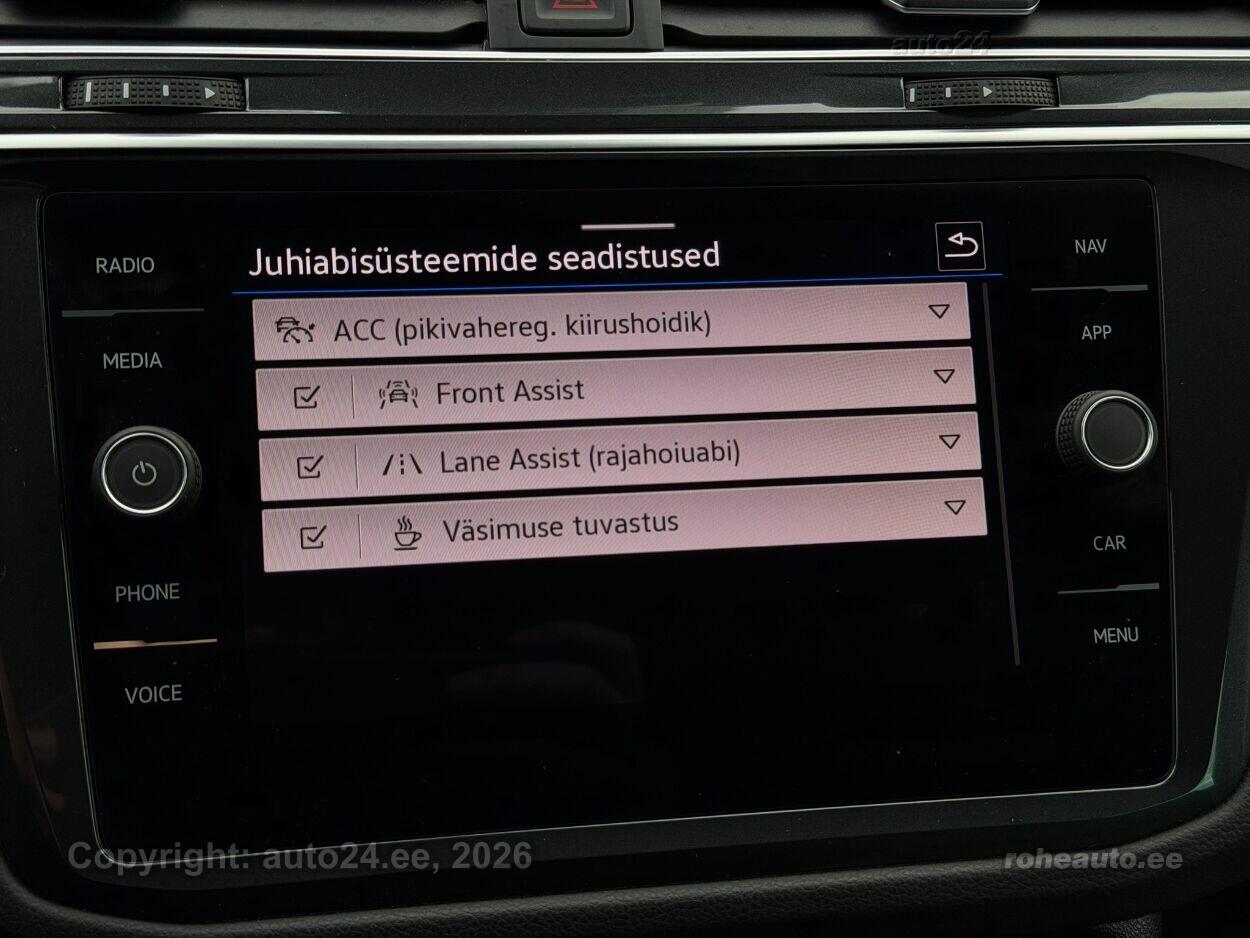 auto24
RADIO
MEDIA
PHONE
VOICE
Juhiabisüsteemide seadistused
ACC (pikivahereg. kiirushoidik)
Front Assist
Lane Assist (rajahoiuabi)
Väsimuse tuvastus
NAV
APP
CAR
MENU
Copyright: auto24.ee, 2026
roheauto.ee